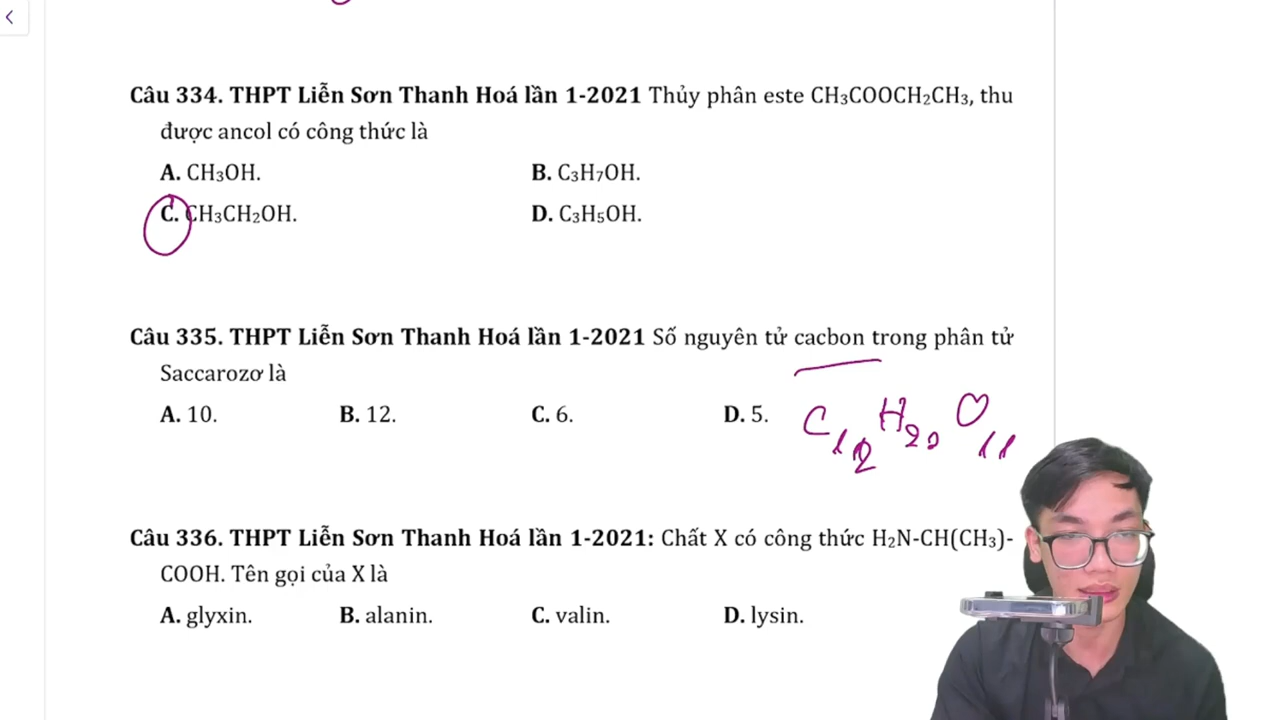 Câu 334. THPT Liễn Sơn Thanh Hoá lần 1-2021 Thủy phân este CH₃COOCH₂CH₃, thu
được ancol có công thức là
A. CH₃OH. B. C₃H₇OH.
C. CH₃CH₂OH. D. C₃H₅OH.
Câu 335. THPT Liễn Sơn Thanh Hoá lần 1-2021 Số nguyên tử cacbon trong phân tử
Saccarozơ là
A. 10. B. 12. C. 6. D. 5.
C₁₂H₂₂O₁₁
Câu 336. THPT Liễn Sơn Thanh Hoá lần 1-2021: Chất X có công thức H₂N-CH(CH₃)-
COOH. Tên gọi của X là
A. glyxin. B. alanin. C. valin. D. lysin.